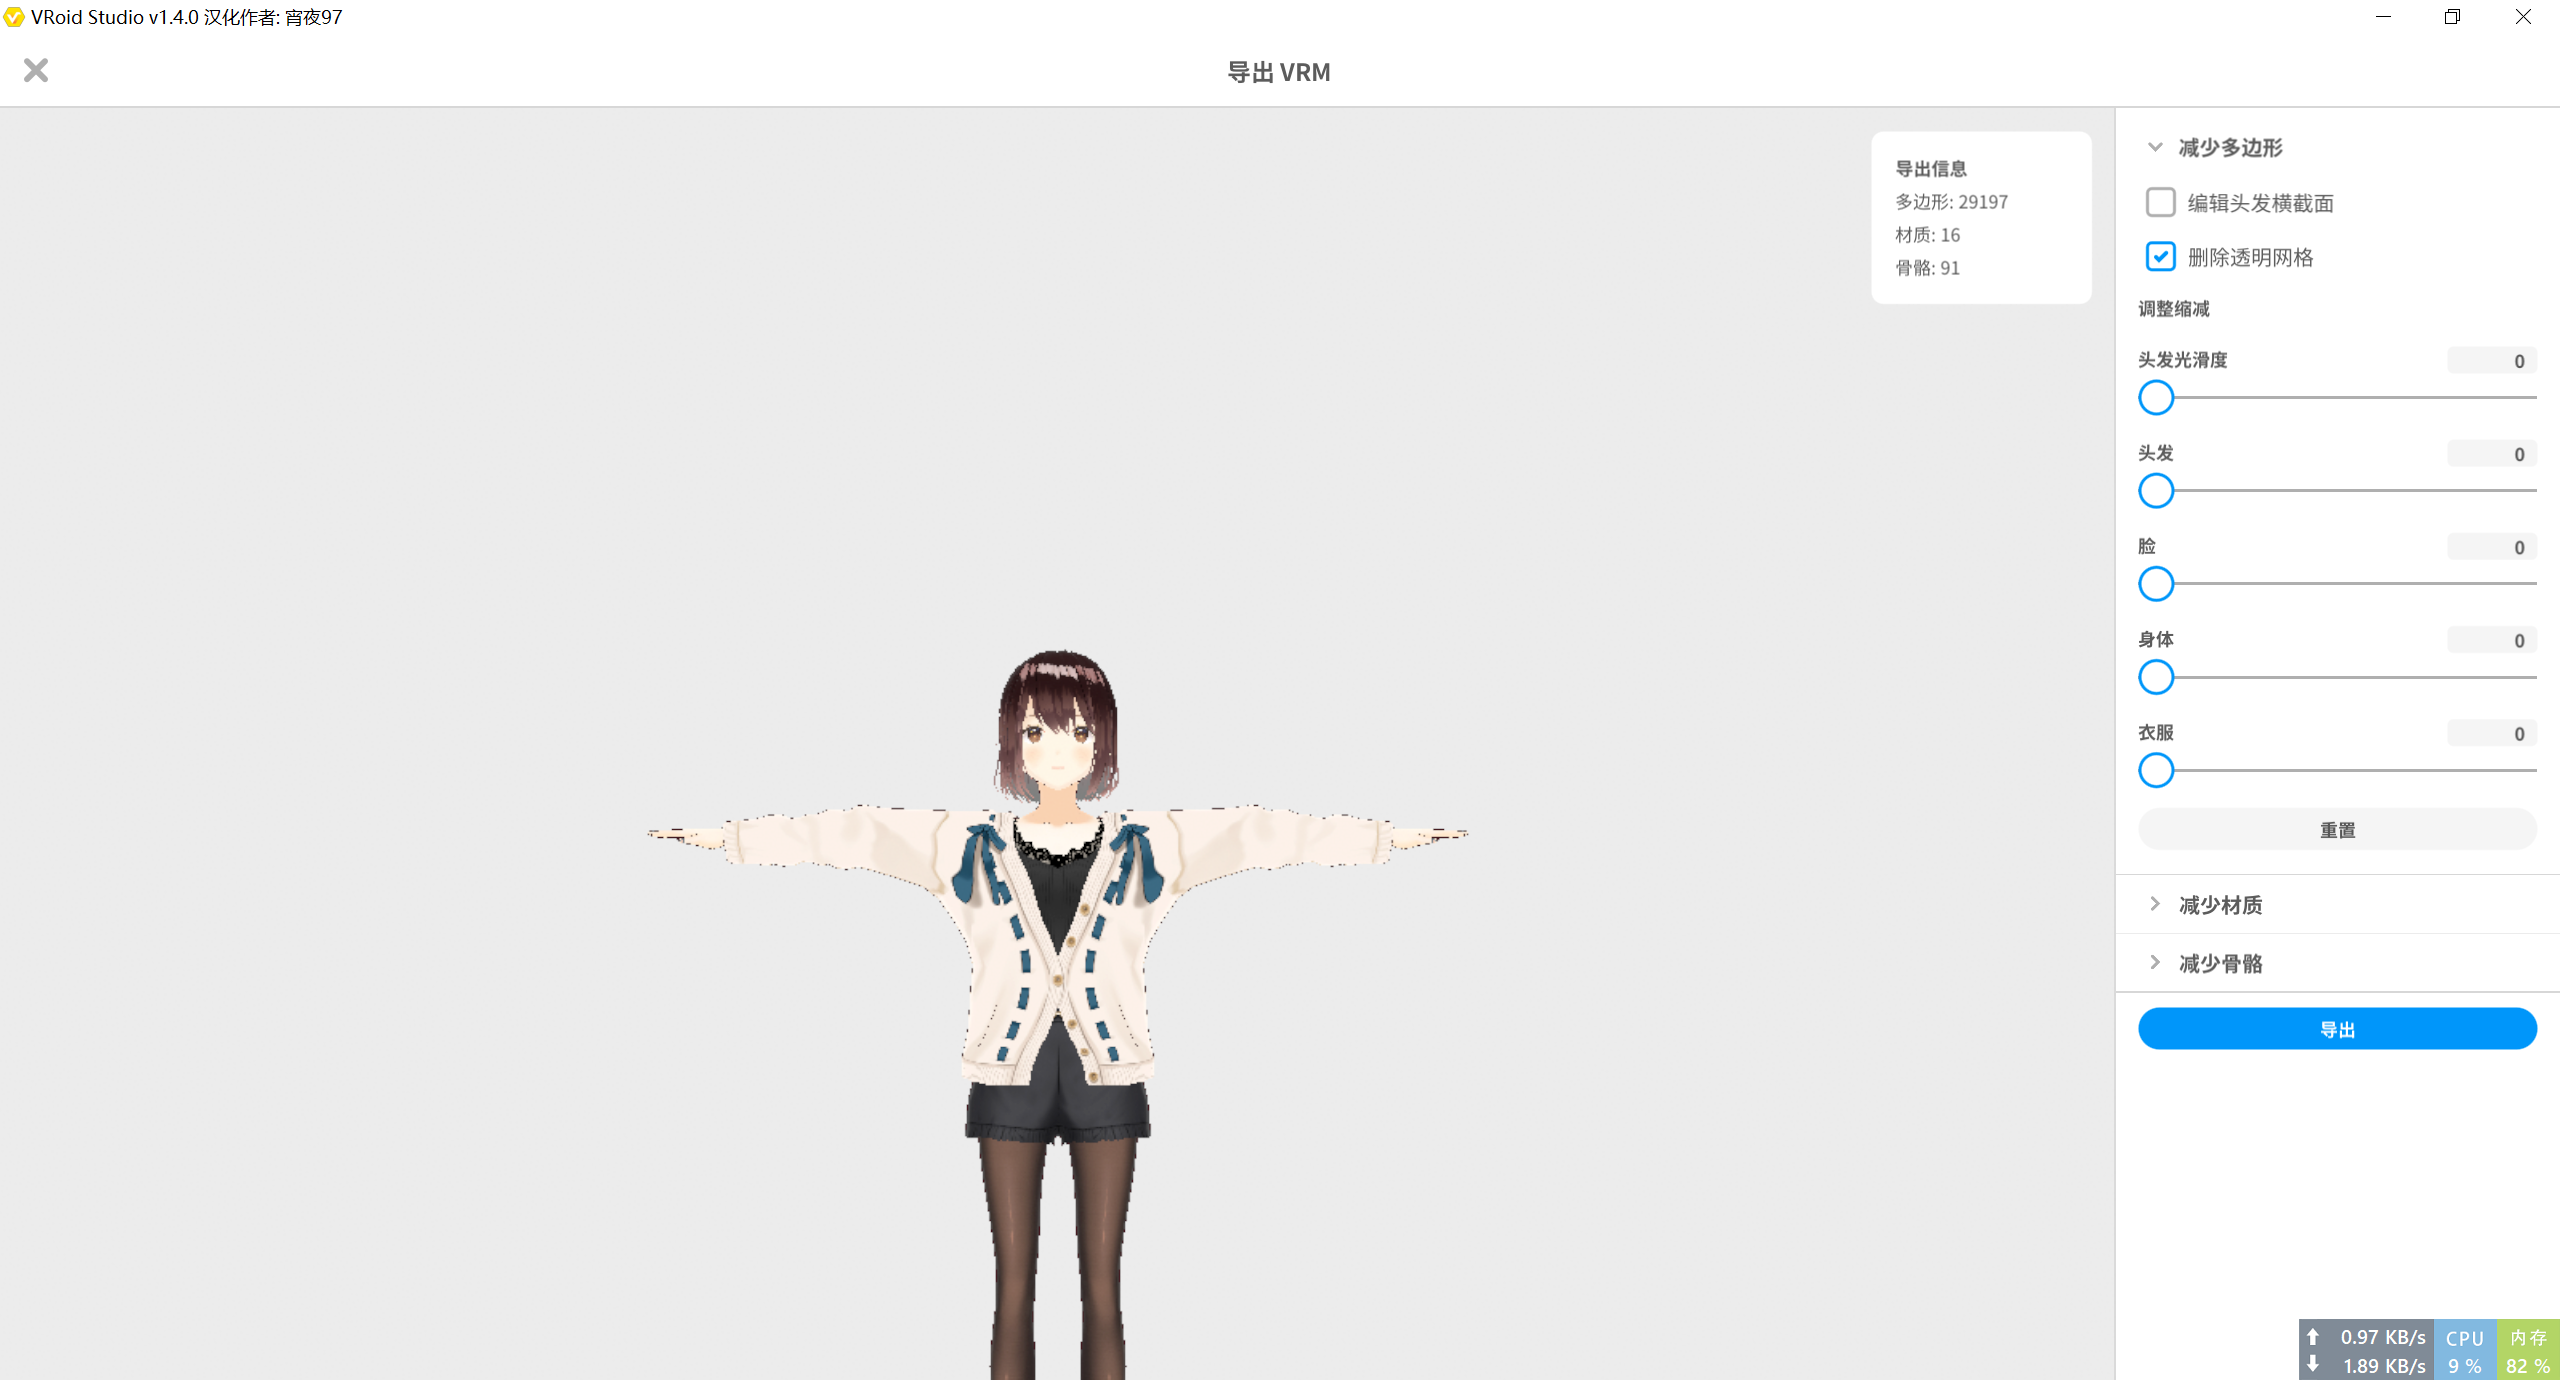 VRoid Studio v1.4.0 汉化作者: 宵夜97
导出 VRM
导出信息
多边形: 29197
材质: 16
骨骼: 91
减少多边形
编辑头发横截面
删除透明网格
调整缩减
头发光滑度 0
头发 0
脸 0
身体 0
衣服 0
重置
减少材质
减少骨骼
导出
0.97 KB/s CPU 内存
1.89 KB/s 9 % 82 %